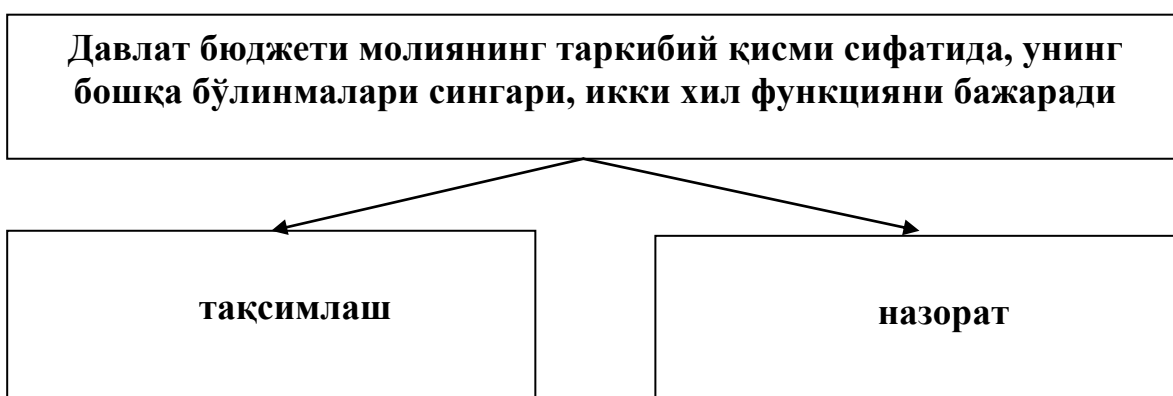 Давлат бюджети молиянинг таркибий қисми сифатида, унинг
бошқа бўлинмалари сингари, икки хил функцияни бажаради
тақсимлаш
назорат